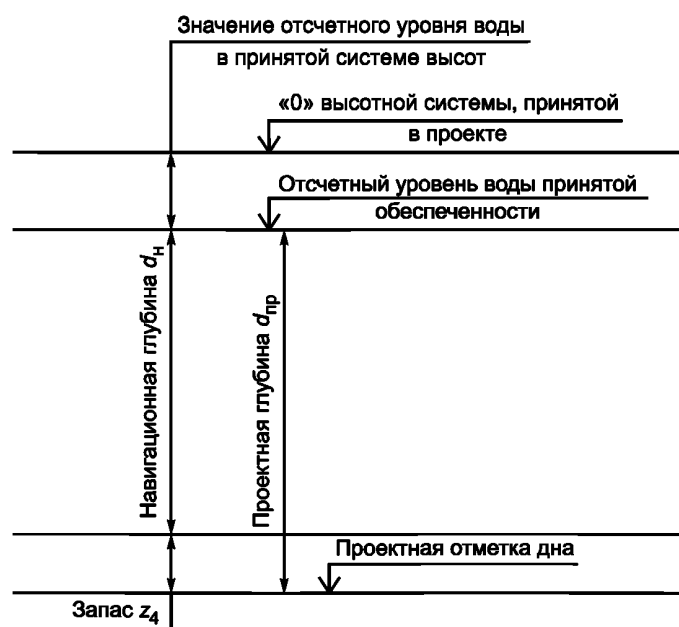 Значение отсчетного уровня воды
в принятой системе высот
«0» высотной системы, принятой
в проекте
Отсчетный уровень воды принятой
обеспеченности
Навигационная глубина dн
Проектная глубина dпр
Проектная отметка дна
Запас z4